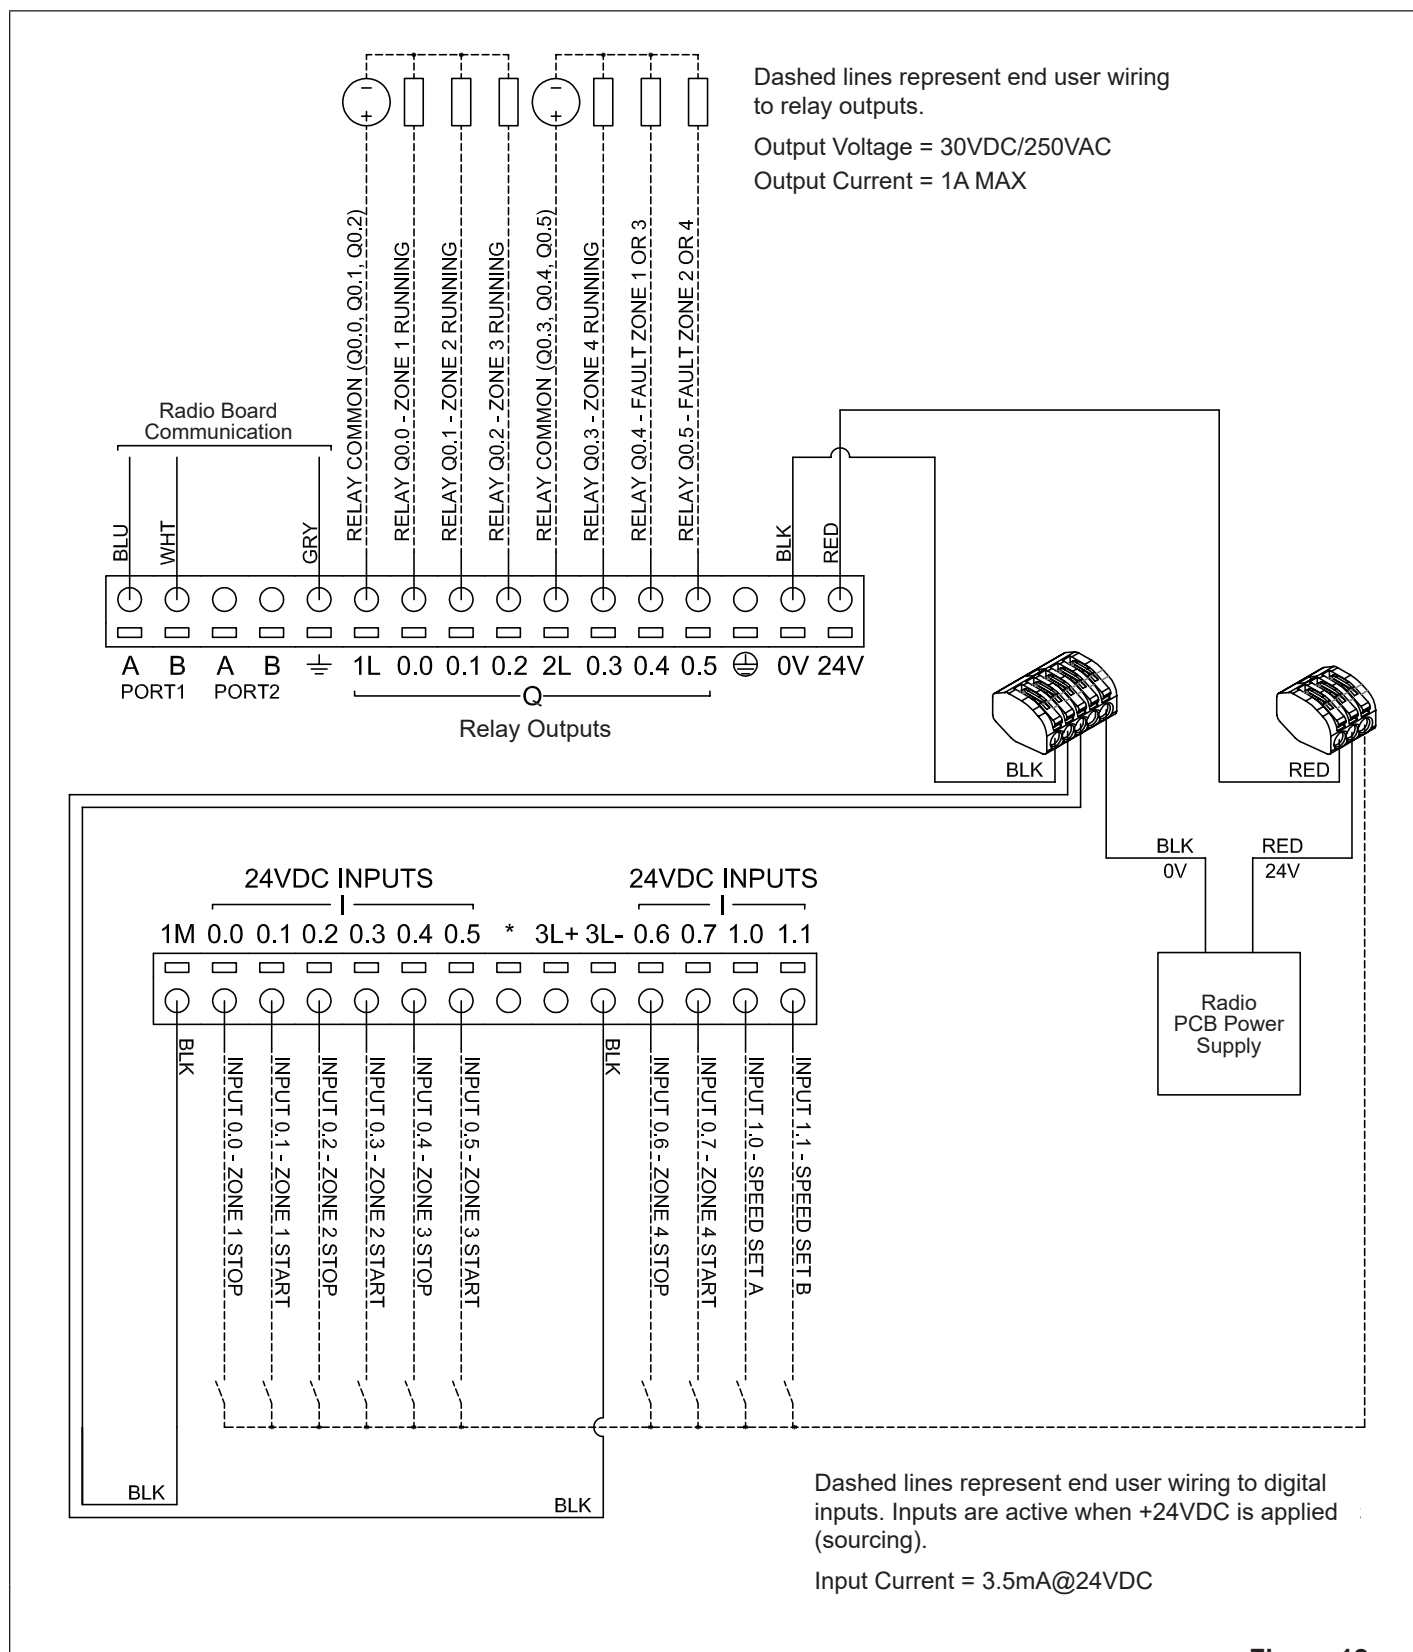 Dashed lines represent end user wiring
to relay outputs.
Output Voltage = 30VDC/250VAC
Output Current = 1A MAX
− − 
+ +
RELAY COMMON (Q0.0, Q0.1, Q0.2)
RELAY Q0.0 - ZONE 1 RUNNING
RELAY Q0.1 - ZONE 2 RUNNING
RELAY Q0.2 - ZONE 3 RUNNING
RELAY COMMON (Q0.3, Q0.4, Q0.5)
RELAY Q0.3 - ZONE 4 RUNNING
RELAY Q0.4 - FAULT ZONE 1 OR 3
RELAY Q0.5 - FAULT ZONE 2 OR 4
Radio Board
Communication
BLU
WHT
GRY
BLK
RED
A B A B 1L 0.0 0.1 0.2 2L 0.3 0.4 0.5 0V 24V
PORT1 PORT2
Q
Relay Outputs
BLK
RED
BLK
0V
RED
24V
24VDC INPUTS
I
24VDC INPUTS
I
1M 0.0 0.1 0.2 0.3 0.4 0.5 * 3L+ 3L- 0.6 0.7 1.0 1.1
Radio
PCB Power
Supply
BLK
INPUT 0.0 - ZONE 1 STOP
INPUT 0.1 - ZONE 1 START
INPUT 0.2 - ZONE 2 STOP
INPUT 0.3 - ZONE 2 START
INPUT 0.4 - ZONE 3 STOP
INPUT 0.5 - ZONE 3 START
BLK
INPUT 0.6 - ZONE 4 STOP
INPUT 0.7 - ZONE 4 START
INPUT 1.0 - SPEED SET A
INPUT 1.1 - SPEED SET B
BLK
BLK
Dashed lines represent end user wiring to digital
inputs. Inputs are active when +24VDC is applied
(sourcing).
Input Current = 3.5mA@24VDC